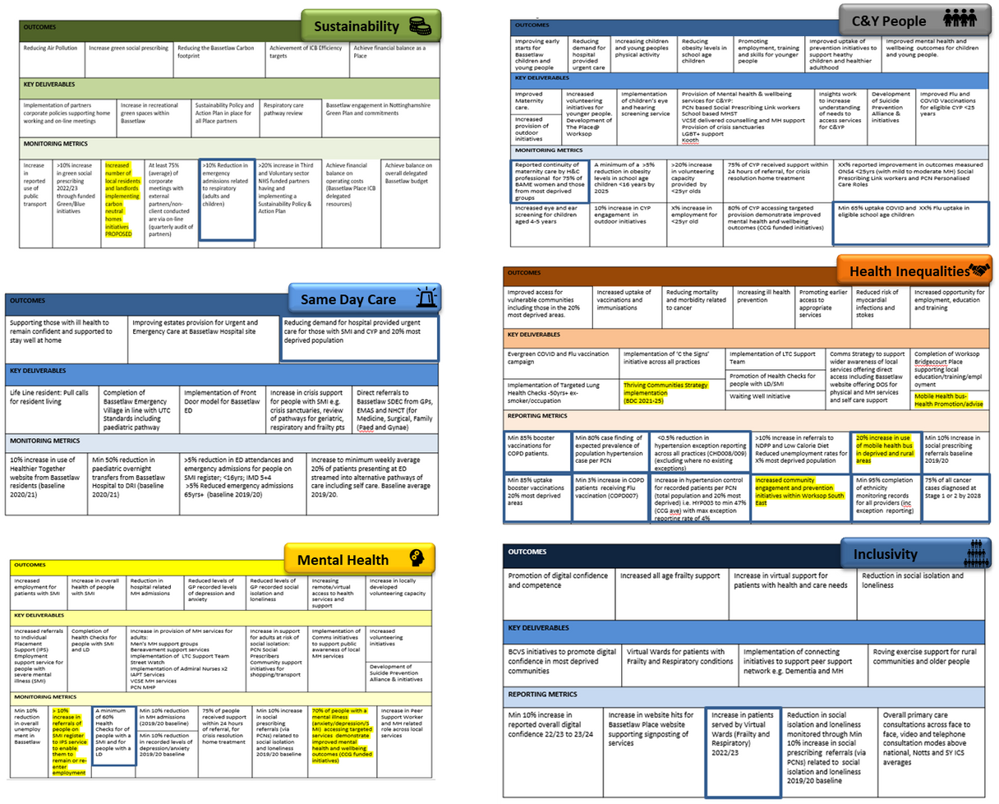 Sustainability
OUTCOMES
Reducing Air Pollution
Increase green social prescribing
Reducing the Bassetlaw Carbon
footprint
Achievement of ICB Efficiency
targets
Achieve financial balance as a
Place
KEY DELIVERABLES
Implementation of partners
corporate policies supporting home
working and on-line meetings
Increase in recreational
green spaces within
Bassetlaw
Sustainability Policy and
Action Plan in place for
all Place partners
Respiratory care
pathway review
Bassetlaw engagement in Nottinghamshire
Green Plan and commitments
MONITORING METRICS
Increase
in
reported
use of
public
transport
>10% increase
in green social
prescribing
2022/23
through funded
Green/Blue
initiatives
Increased
number of
local residents
and landlords
implementing
carbon
neutral
homes
initiatives
PROPOSED
At least 75%
(average) of
corporate
meetings with
external
partners/non-
client conducted
are via on-line
(quarterly audit of
partners)
>10% Reduction in
emergency
admissions related
to respiratory
(adults and
children)
>20% increase in Third
and Voluntary sector
NHS funded partners
having and
implementing a
Sustainability Policy &
Action Plan
Achieve financial
balance on
operating costs
(Bassetlaw Place ICB
delegated
resources)
Achieve balance on
overall delegated
Bassetlaw budget
C&Y People
OUTCOMES
Improving early
starts for
Bassetlaw
children and
young people
Reducing
demand for
hospital
provided
urgent care
Increasing children
and young peoples
physical activity
Reducing
obesity levels in
school age
children
Promoting
employment, training
and skills for younger
people
Improved uptake of
prevention initiatives to
support heathy
children and healthier
adulthood
Improved mental health and
wellbeing outcomes for children
and young people.
KEY DELIVERABLES
Improved
Maternity
care.
Increased
provision of
outdoor
initiatives
Increased
volunteering
initiatives for
younger people.
Development of
The Place@
Worksop
Implementation
of children's eye
and hearing
screening service
Provision of Mental health & wellbeing
services for C&YP:
PCN based Social Prescribing Link workers
School based MHST
VCSE delivered counselling and MH support
Provision of crisis sanctuaries
LGBT+ support
Kooth
Insights work
to increase
understanding
of needs to
access services
for C&YP
Development of
Suicide
Prevention
Alliance &
initiatives
Improved Flu and
COVID Vaccinations
for eligible CYP <25
years
MONITORING METRICS
Reported continuity of
maternity care by H&C
professional for 75% of
BAME women and those
from most deprived
groups
A minimum of a >5%
reduction in obesity
levels in school age
children <16 years by
2025
>20% increase
in volunteering
capacity
provided by
<25yr olds
75% of CYP received support within
24 hours of referral, for crisis
resolution home treatment
XX% reported improvement in outcomes measured
ONS4 <25yrs (with mild to moderate MH) Social
Prescribing Link workers and PCN Personalised
Care Roles
Increased eye and ear
screening for children
aged 4-5 years
10% increase in CYP
engagement in
outdoor initiatives
X% increase in
employment for
<25yr old
80% of CYP accessing targeted
provision demonstrate improved
mental health and wellbeing
outcomes (CCG funded initiatives)
Min 65% uptake COVID and XX% Flu uptake in
eligible school age children
Same Day Care
OUTCOMES
Supporting those with ill health to
remain confident and supported to
stay well at home
Improving estates provision for Urgent and
Emergency Care at Bassetlaw Hospital site
Reducing demand for hospital provided urgent
care for those with SMI and CYP and 20% most
deprived population
KEY DELIVERABLES
Life Line resident: Pull calls
for resident living
Completion of
Bassetlaw Emergency
Village in line with UTC
Standards including
paediatric pathway
Implementation of Front
Door model for Bassetlaw
ED
Increase in crisis support
for people with SMI e.g.
crisis sanctuaries, review
of pathways for geriatric,
respiratory and frailty pts
Direct referrals to
Bassetlaw SDEC from GPs,
EMAS and NHCT (for
Medicine, Surgical, Family
(Paed and Gynae)
MONITORING METRICS
10% increase in use of
Healthier Together
website from Bassetlaw
residents (baseline
2020/21)
Min 50% reduction in
paediatric overnight
transfers from Bassetlaw
Hospital to DRI (baseline
2020/21)
>5% reduction in ED attendances and
emergency admissions for people on
SMI register; <16yrs; IMD 5+4
>5% Reduced emergency admissions
65yrs+ (baseline 2019/20)
Increase to minimum weekly average
20% of patients presenting at ED
streamed into alternative pathways of
care including self care. Baseline average
2019/20.
Health Inequalities
OUTCOMES
Improved access for
vulnerable communities
including those in the 20%
most deprived areas.
Increased uptake of
vaccinations and
immunisations
Reducing mortality
and morbidity related
to cancer
Increasing ill health
prevention
Promoting earlier
access to
appropriate
services
Reduced risk of
myocardial
infections and
stokes
Increased opportunity for
employment, education
and training
KEY DELIVERABLES
Evergreen COVID and Flu vaccination
campaign
Implementation of Targeted Lung
Health Checks -50yrs+ ex-
smoker/occupation
Implementation of 'C the Signs'
initiative across all practices
Thriving Communities Strategy
implementation
(BDC 2021-25)
Implementation of LTC Support
Team
Promotion of Health Checks for
people with LD/SMI
Waiting Well Initiative
Comms Strategy to support
wider awareness of local
services offering direct
access including Bassetlaw
website offering DOS for
physical and MH services
and self care support
Completion of Worksop
Bridgecourt Place
supporting local
education/training/empl
oyment
Mobile Health bus-
Health Promotion/advise
REPORTING METRICS
Min 85% booster
vaccinations for
COPD patients.
Min 80% case finding of
expected prevalence of
population hypertension
case per PCN
<0.5% reduction in
hypertension exception reporting
across all practices (CHD008/009)
(excluding where no existing
exceptions)
>10% increase in referrals to
NDPP and Low Calorie Diet
Reduced unemployment rates for
X% most deprived population
20% increase in use
of mobile health bus
in deprived and rural
areas
Min 10% increase in
social prescribing
referrals baseline
2019/20
Min 85% uptake
booster vaccinations
20% most deprived
areas
Min 5% increase in COPD
patients receiving Flu
vaccination (COPD007)
Increase in hypertension control
for recorded patients per PCN
(total population and 20% most
deprived) i.e. HYP003 to min 47%
(CCG ave) with max exception
reporting rate of 4%
Increased community
engagement and prevention
initiatives within Worksop South
East
Min 95% completion
of ethnicity
monitoring records
for all providers (inc
exception reporting)
75% of all cancer
cases diagnosed at
Stage 1 or 2 by 2028
Mental Health
OUTCOMES
Increased
employment for
patients with SMI
Increase in overall
health of people
with SMI
Reduction in
hospital related
MH admissions
Reduced levels of
GP recorded levels
of depression and
anxiety
Reduced levels of
GP recorded social
isolation and
loneliness
Increasing
remote/virtual
access to health
services and
support
Increase in locally
developed
volunteering capacity
KEY DELIVERABLES
Increased referrals
to Individual
Placement
Support (IPS)
Employment
support service for
people with
severe mental
illness (SMI)
Completion of
health Checks for
people with SMI
and LD
Increase in provision of MH services for
adults:
Men's MH support groups
Bereavement support services
Implementation of LTC Support Team
Street Watch
Implementation of Admiral Nurses x2
IAPT Services
VCSE MH services
PCN MHP
Increase in support
for adults at risk of
social isolation:
PCN Social
Prescribers
Community support
initiatives for
shopping/transport
Implementation of
Comms initiatives
to support public
awareness of local
MH services
Increased
volunteering
initiatives
Development of
Suicide Prevention
Alliance & initiatives
MONITORING METRICS
Min 10%
reduction
in overall
unemploy
ment in
Bassetlaw
> 10%
increase in
referrals of
people on
SMI register
to IPS service
to enable
them to
remain or re-
enter
employment
A minimum
of 60%
Health
Checks for of
people with a
SMI and for
people with a
LD
Min 10% reduction
in MH admissions
(2019/20 baseline)
Min 10% reduction
in recorded levels of
depression/anxiety
2019/20 baseline
75% of people
received support
within 24 hours of
referral, for crisis
resolution home
treatment
Min 10% increase
in social
prescribing
referrals (via
PCNs) related to
social isolation
and loneliness
2019/20 baseline
70% of people with a
mental illness
(anxiety/depression/S
MI) accessing targeted
services demonstrate
improved mental
health and wellbeing
outcomes (CCG funded
initiatives)
Increase in Peer
Support Worker
and MH related
role across local
services
Inclusivity
OUTCOMES
Promotion of digital confidence
and competence
Increased all age frailty support
Increase in virtual support for
patients with health and care needs
Reduction in social isolation and
loneliness
KEY DELIVERABLES
BCVS initiatives to promote digital
confidence in most deprived
communities
Virtual Wards for patients with
Frailty and Respiratory conditions
Implementation of connecting
initiatives to support peer support
network e.g. Dementia and MH
Roving exercise support for rural
communities and older people
REPORTING METRICS
Min 10% increase in
reported overall digital
confidence 22/23 to 23/24
Increase in website hits for
Bassetlaw Place website
supporting signposting of
services
Increase in patients
served by Virtual
Wards (Frailty and
Respiratory)
2022/23
Reduction in social
isolation and loneliness
monitored through Min
10% increase in social
prescribing referrals (via
PCNs) related to social
isolation and loneliness
2019/20 baseline
Overall primary care
consultations across face to
face, video and telephone
consultation modes above
national, Notts and SY ICS
averages